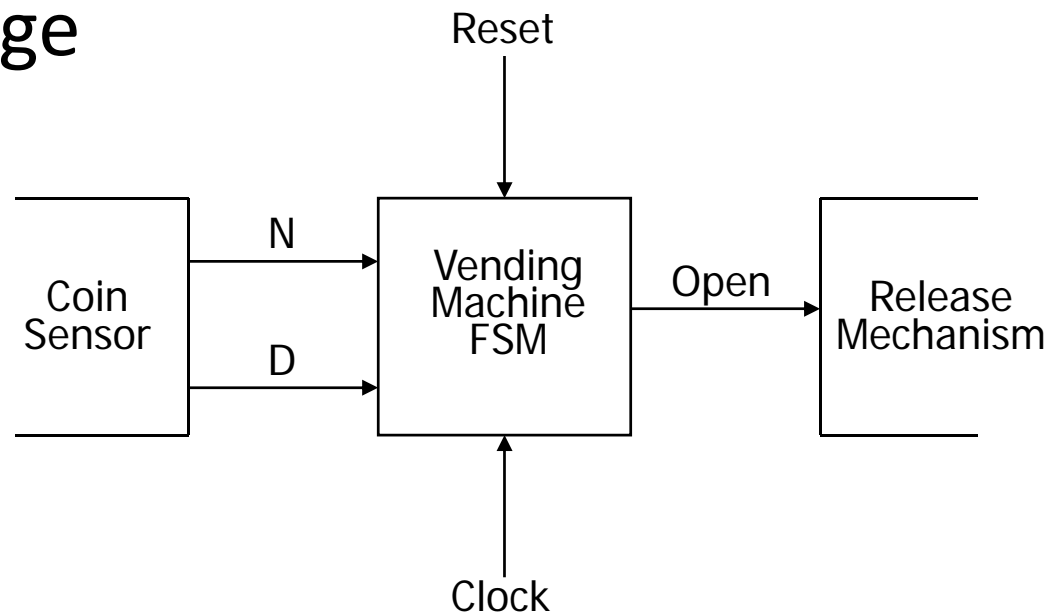 ge
Reset
N
Coin
Sensor
D
Vending
Machine
FSM
Open
Release
Mechanism
Clock